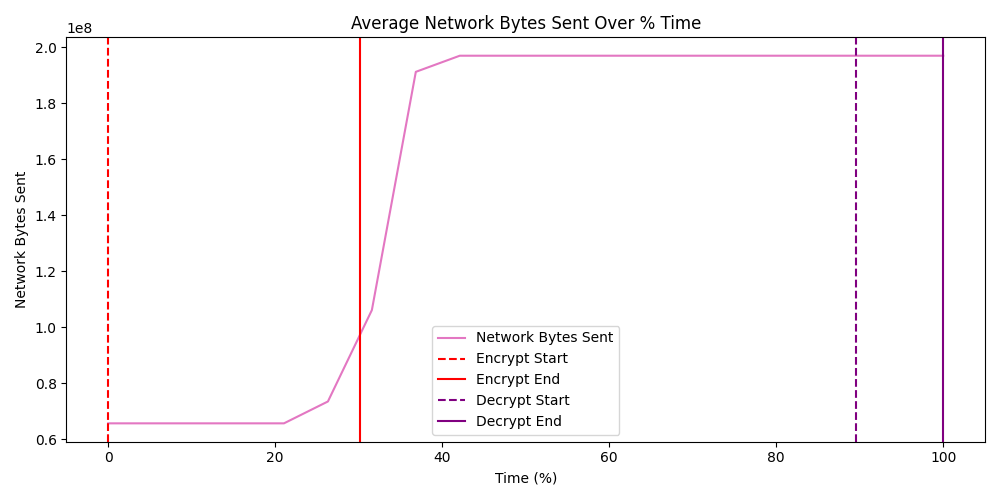 Average Network Bytes Sent Over % Time
1e8
2.0
1.8
1.6
1.4
1.2
1.0
0.8
0.6
Network Bytes Sent
Network Bytes Sent
Encrypt Start
Encrypt End
Decrypt Start
Decrypt End
0 20 40 60 80 100
Time (%)